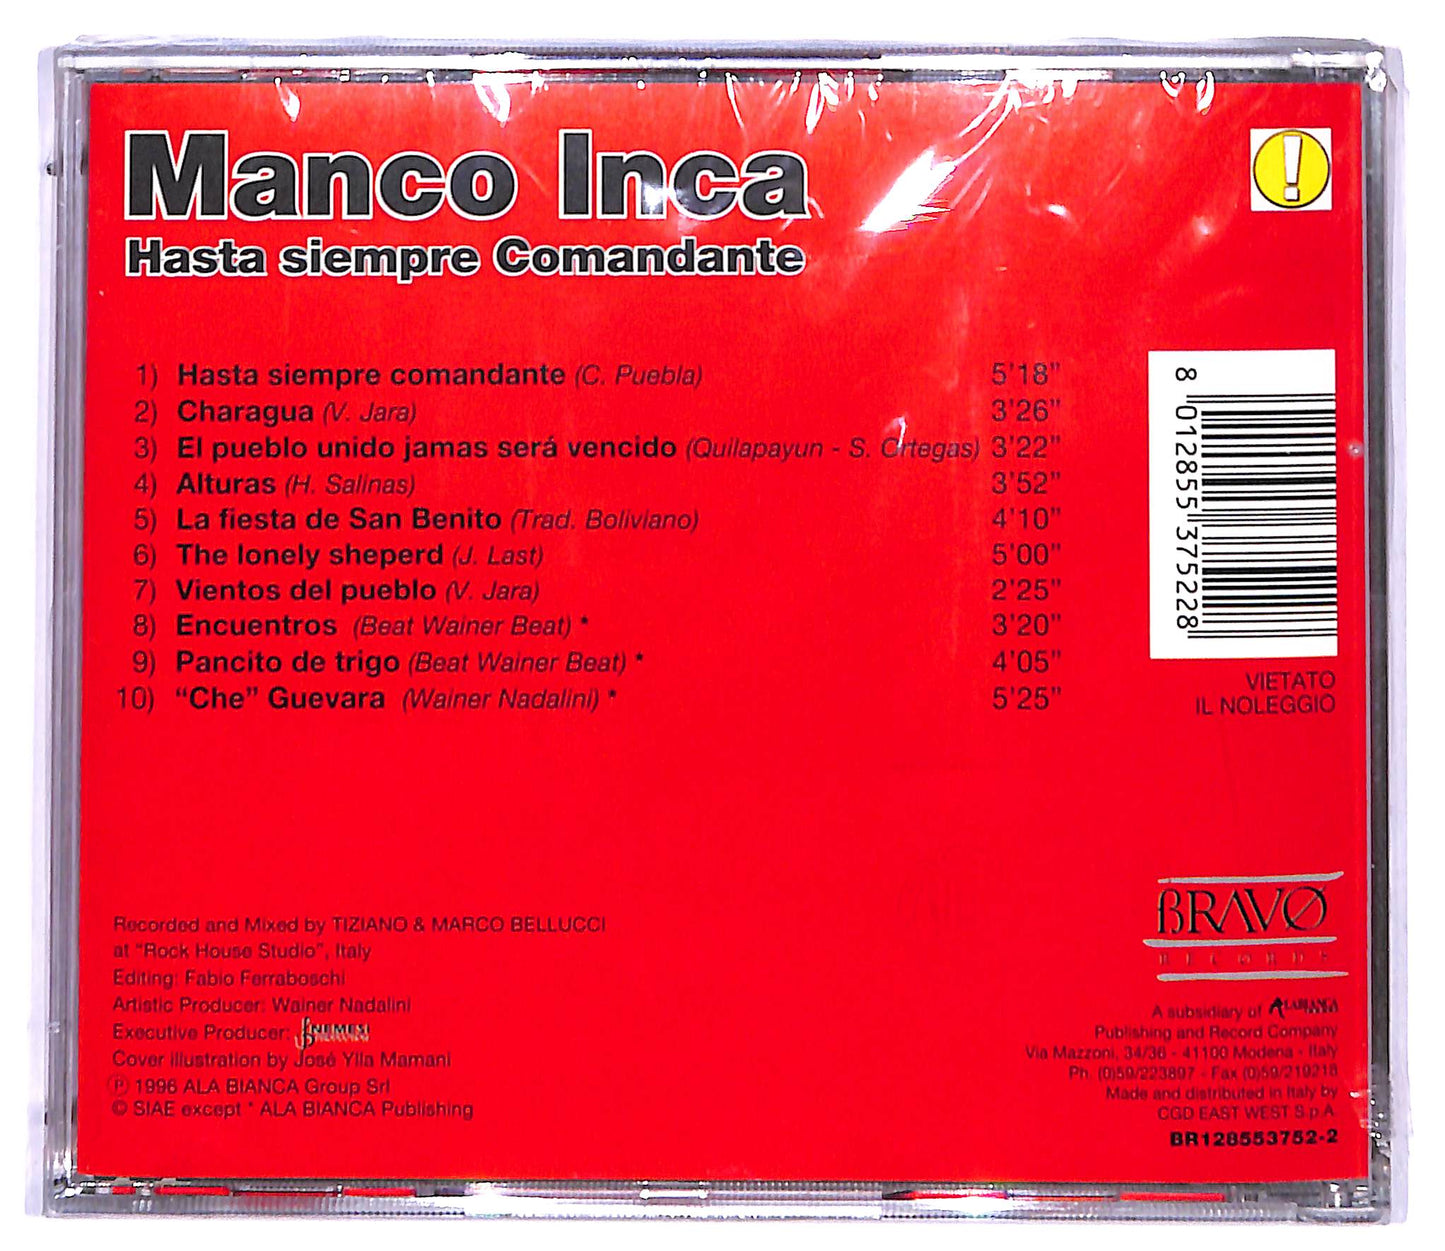 Manco Inca
!
Hasta siempre Comandante
1) Hasta siempre comandante (C. Puebla) 5'18"
2) Charagua (V. Jara) 3'26"
3) El pueblo unido jamas será vencido (Quilapayun - S. Ortegas) 3'22"
4) Alturas (H. Salinas) 3'52"
5) La fiesta de San Benito (Trad. Boliviano) 4'10"
6) The lonely sheperd (J. Last) 5'00"
7) Vientos del pueblo (V. Jara) 2'25"
8) Encuentros (Beat Wainer Beat) * 3'20"
9) Pancito de trigo (Beat Wainer Beat) * 4'05"
10) "Che" Guevara (Wainer Nadalini) * 5'25"
8 012855 375228
VIETATO
IL NOLEGGIO
Recorded and Mixed by TIZIANO & MARCO BELLUCCI
at "Rock House Studio", Italy
Editing: Fabio Ferraboschi
Artistic Producer: Wainer Nadalini
Executive Producer: NEMESI
Cover illustration by José Ylla Mamani
℗ 1996 ALA BIANCA Group Srl
© SIAE except * ALA BIANCA Publishing
BRAVØ
RECORDS
A subsidiary of ALABIANCA
Publishing and Record Company
Via Mazzoni, 34/36 - 41100 Modena - Italy
Ph. (0)59/223897 - Fax (0)59/219218
Made and distributed in Italy by
CGD EAST WEST S.p.A.
BR128553752-2